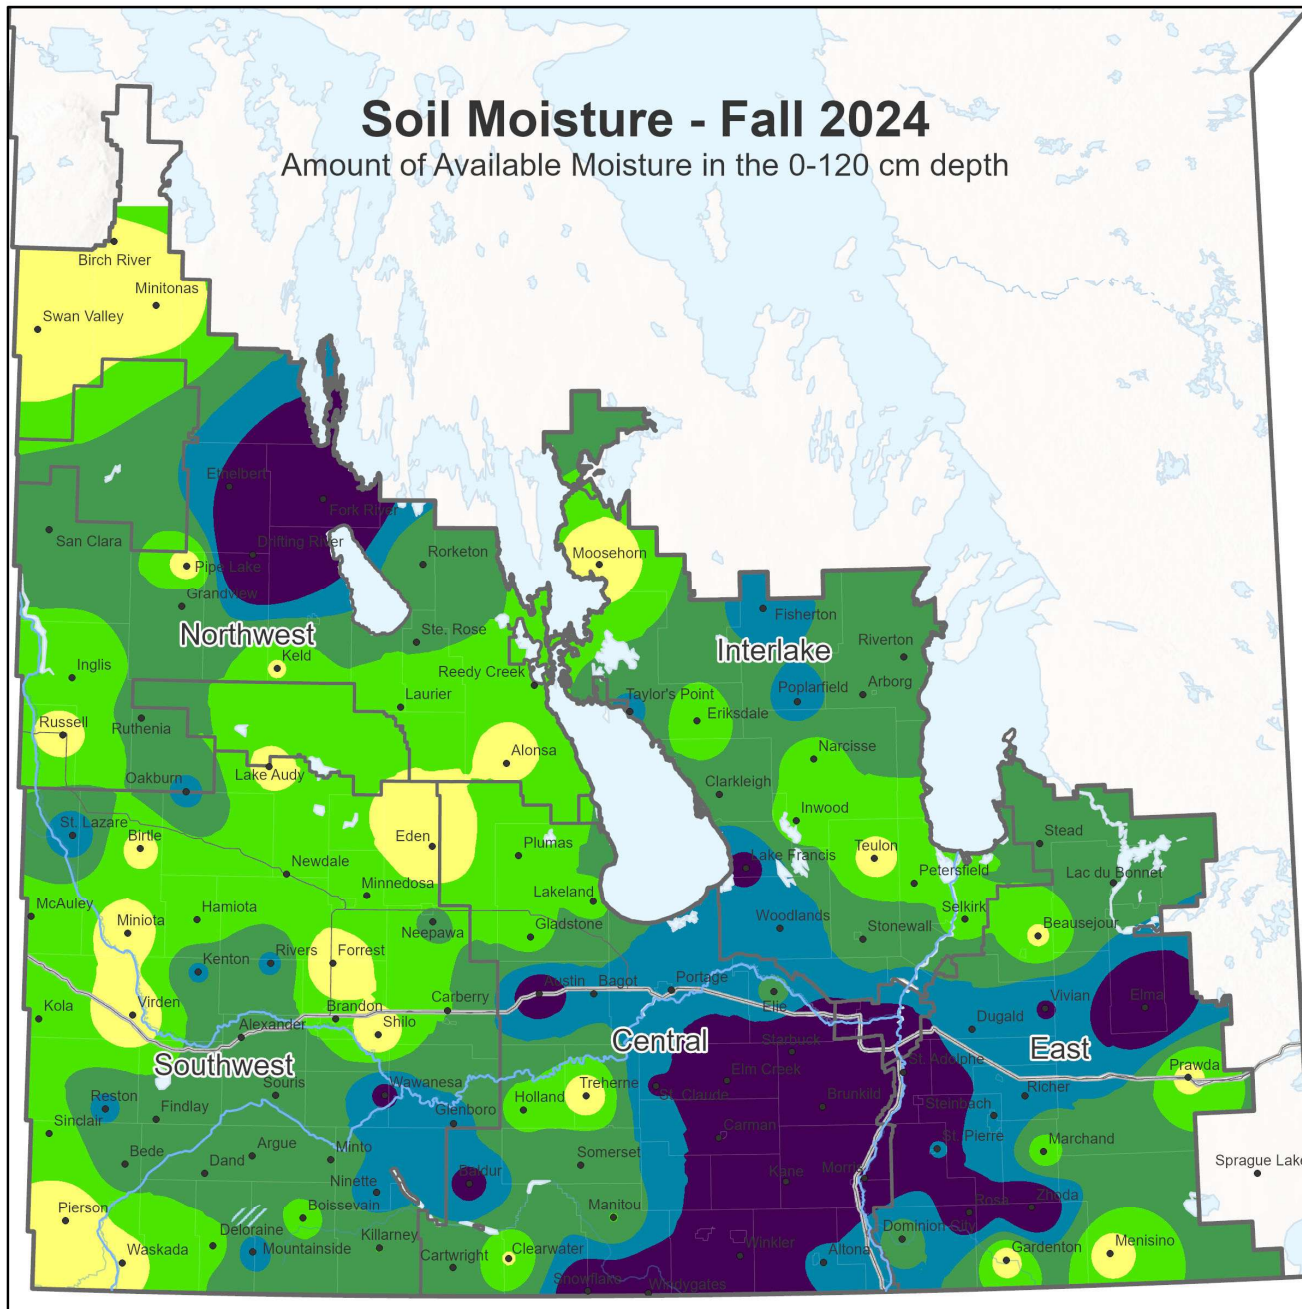 Soil Moisture - Fall 2024
Amount of Available Moisture in the 0-120 cm depth
Birch River
Minitonas
Swan Valley
Ethelbert
Fork River
San Clara
Drifting River
Rorketon
Moosehorn
Pipe Lake
Grandview
Fisherton
Northwest
Ste. Rose
Interlake
Riverton
Keld
Inglis
Reedy Creek
Laurier
Taylor's Point
Poplarfield
Arborg
Eriksdale
Russell
Ruthenia
Alonsa
Narcisse
Oakburn
Lake Audy
Clarkleigh
Inwood
St. Lazare
Birtle
Eden
Plumas
Stead
Teulon
Lake Francis
Newdale
Petersfield
Lac du Bonnet
Minnedosa
Lakeland
McAuley
Miniota
Hamiota
Neepawa
Gladstone
Woodlands
Stonewall
Selkirk
Beausejour
Kenton
Rivers
Forrest
Austin
Bagot
Portage
Elie
Vivian
Elma
Kola
Virden
Brandon
Carberry
Shilo
Alexander
Dugald
Central
Starbuck
East
Southwest
St. Adolphe
Prawda
Reston
Souris
Wawanesa
Treherne
Elm Creek
Holland
St. Claude
Brunkild
Steinbach
Richer
Findlay
Sinclair
Glenboro
Carman
St. Pierre
Marchand
Bede
Argue
Dand
Minto
Baldur
Somerset
Kane
Morris
Sprague Lake
Ninette
Pierson
Boissevain
Manitou
Rosa
Zhoda
Deloraine
Dominion City
Waskada
Mountainside
Killarney
Cartwright
Clearwater
Winkler
Altona
Gardenton
Menisino
Snowflake
Windygates